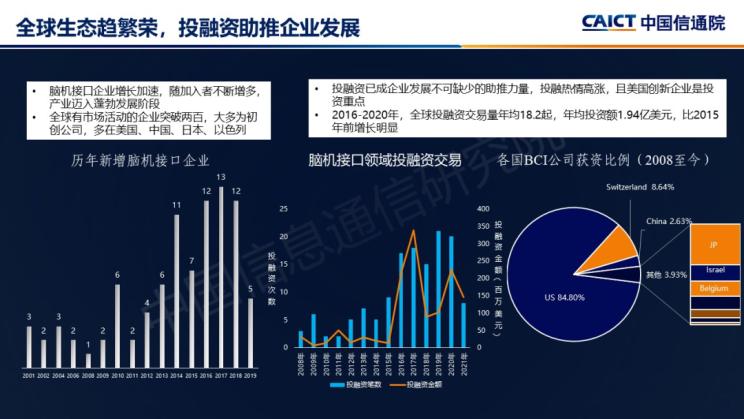 全球生态趋繁荣，投融资助推企业发展
CAICT 中国信通院
脑机接口企业增长加速，随加入者不断增多，
产业迈入蓬勃发展阶段
全球有市场活动的企业突破两百，大多为初
创公司，多在美国、中国、日本、以色列
投融资已成企业发展不可缺少的助推力量，投融热情高涨，且美国创新企业是投
资重点
2016-2020年，全球投融资交易量年均18.2起，年均投资额1.94亿美元，比2015
年前增长明显
历年新增脑机接口企业
3 2 2 2 1 2 6 2 4 6 11 7 12 13 12 5
2001 2002 2004 2006 2008 2009 2010 2011 2012 2013 2014 2015 2016 2017 2018 2019
脑机接口领域投融资交易
投融资次数
25
20
15
10
5
0
400
350
300
250
200
150
100
50
0
投融资金额（百万美元）
2008年 2009年 2010年 2011年 2012年 2013年 2014年 2015年 2016年 2017年 2018年 2019年 2020年 2021年
投融资笔数 投融资金额
各国BCI公司获资比例（2008至今）
Switzerland 8.64%
China 2.63%
其他 3.93%
US 84.80%
JP
Israel
Belgium
中国信息通信研究院